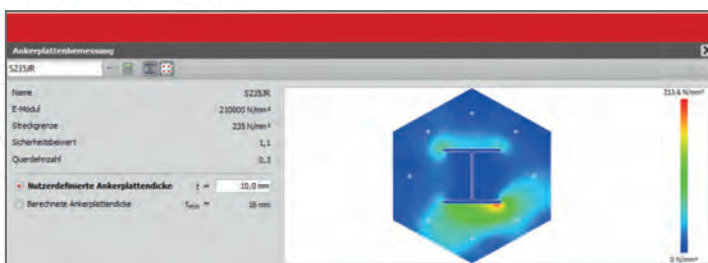 Ankerplattenbemessung
S235JR
Name S235JR
E-Modul 210000 N/mm²
Streckgrenze 235 N/mm²
Sicherheitsbeiwert 1,1
Querdehnzahl 0,3
Nutzerdefinierte Ankerplattendicke t = 10,0 mm
Berechnete Ankerplattendicke tmin = 16 mm
213,6 N/mm²
0 N/mm²